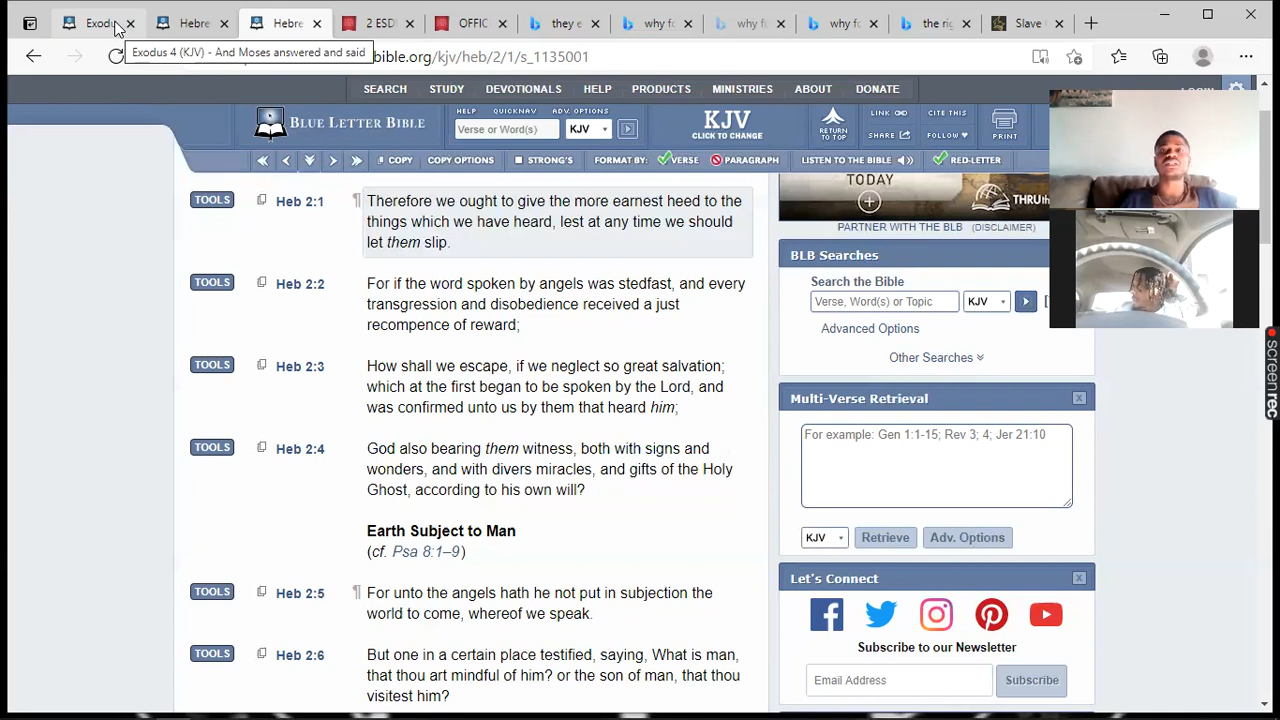 Exodu
Hebre
Hebre
2 ESD
OFFIC
they e
why fo
why fo
why fo
the ri
Slave
Exodus 4 (KJV) - And Moses answered and said
bible.org/kjv/heb/2/1/s_1135001
SEARCH STUDY DEVOTIONALS HELP PRODUCTS MINISTRIES ABOUT DONATE
BLUE LETTER BIBLE
HELP QUICKNAV ADV. OPTIONS
Verse or Word(s) KJV
KJV
CLICK TO CHANGE
RETURN
TO TOP
LINK
SHARE
CITE THIS
FOLLOW
PRINT
COPY COPY OPTIONS STRONG'S FORMAT BY: VERSE PARAGRAPH LISTEN TO THE BIBLE RED-LETTER
TOOLS Heb 2:1 ¶ Therefore we ought to give the more earnest heed to the
things which we have heard, lest at any time we should
let them slip.
TOOLS Heb 2:2 For if the word spoken by angels was stedfast, and every
transgression and disobedience received a just
recompence of reward;
TOOLS Heb 2:3 How shall we escape, if we neglect so great salvation;
which at the first began to be spoken by the Lord, and
was confirmed unto us by them that heard him;
TOOLS Heb 2:4 God also bearing them witness, both with signs and
wonders, and with divers miracles, and gifts of the Holy
Ghost, according to his own will?
Earth Subject to Man
(cf. Psa 8:1–9)
TOOLS Heb 2:5 ¶ For unto the angels hath he not put in subjection the
world to come, whereof we speak.
TOOLS Heb 2:6 But one in a certain place testified, saying, What is man,
that thou art mindful of him? or the son of man, that thou
visitest him?
TODAY
THRU
PARTNER WITH THE BLB (DISCLAIMER)
BLB Searches
Search the Bible
Verse, Word(s) or Topic KJV
Advanced Options
Other Searches
Multi-Verse Retrieval
For example: Gen 1:1-15; Rev 3; 4; Jer 21:10
KJV Retrieve Adv. Options
Let's Connect
Subscribe to our Newsletter
Email Address Subscribe
screenrec